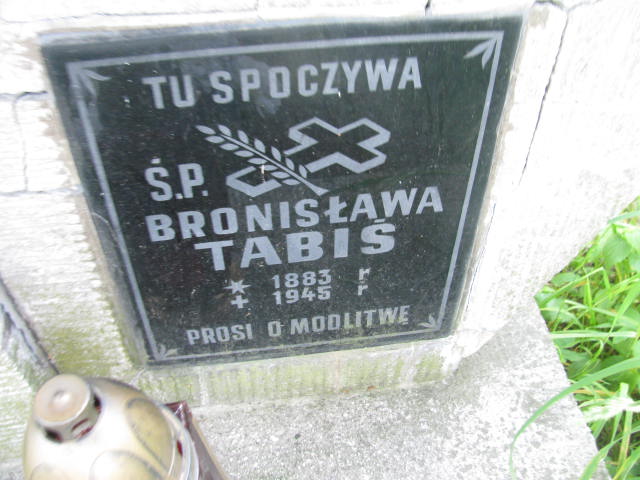 TU SPOCZYWA
Ś.P.
BRONISŁAWA
TABIŚ
* 1883 r
+ 1945 r
PROSI O MODLITWĘ